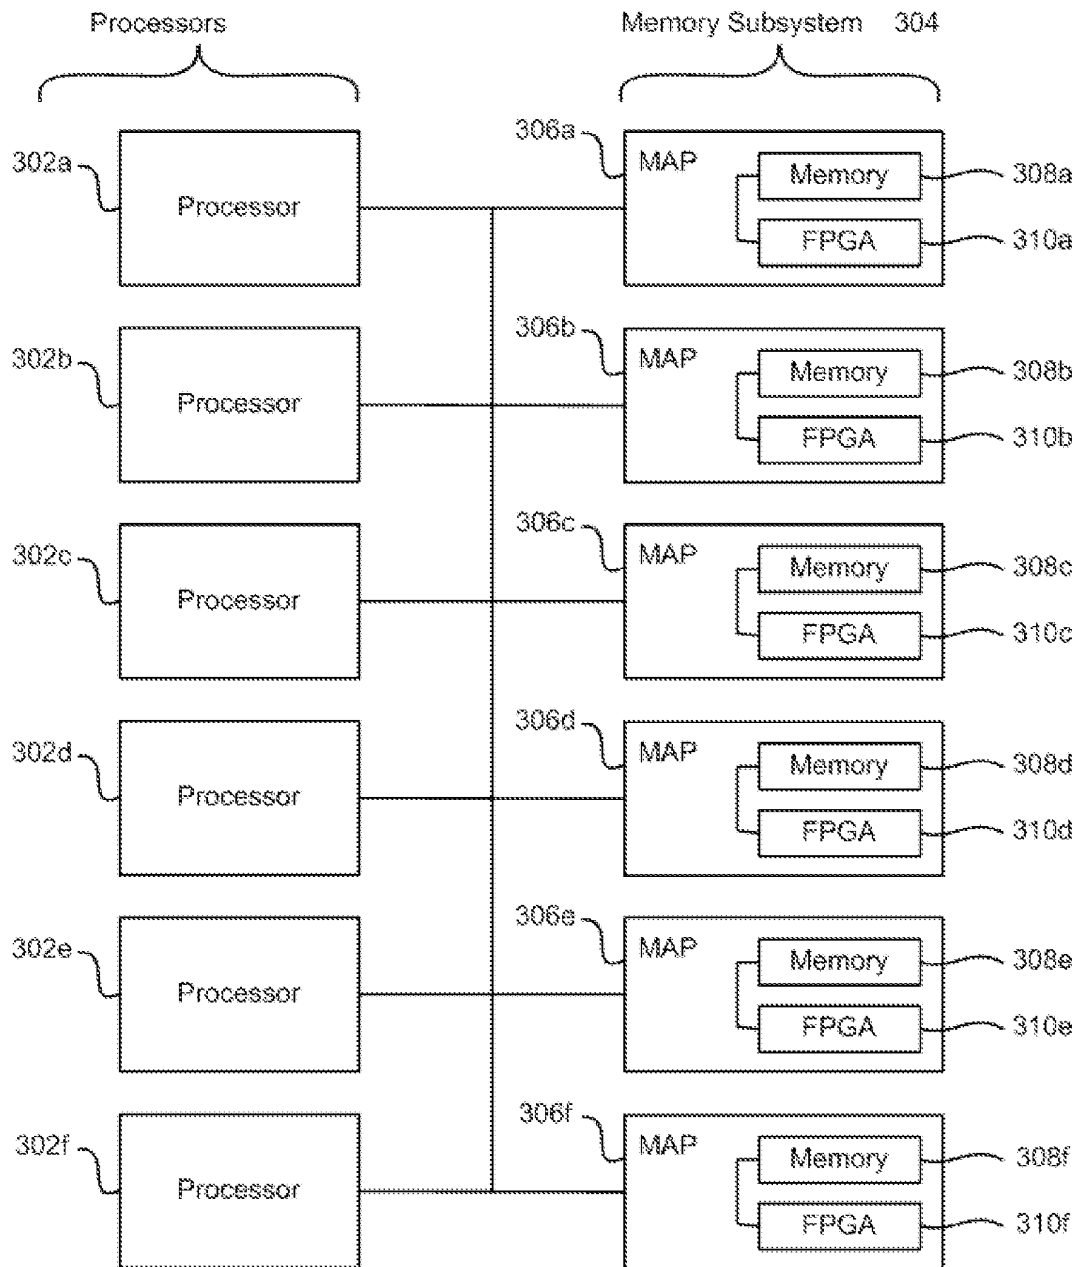 Processors
Memory Subsystem 304
302a
Processor
306a
MAP
Memory
308a
FPGA
310a
302b
Processor
306b
MAP
Memory
308b
FPGA
310b
302c
Processor
306c
MAP
Memory
308c
FPGA
310c
302d
Processor
306d
MAP
Memory
308d
FPGA
310d
302e
Processor
306e
MAP
Memory
308e
FPGA
310e
302f
Processor
306f
MAP
Memory
308f
FPGA
310f